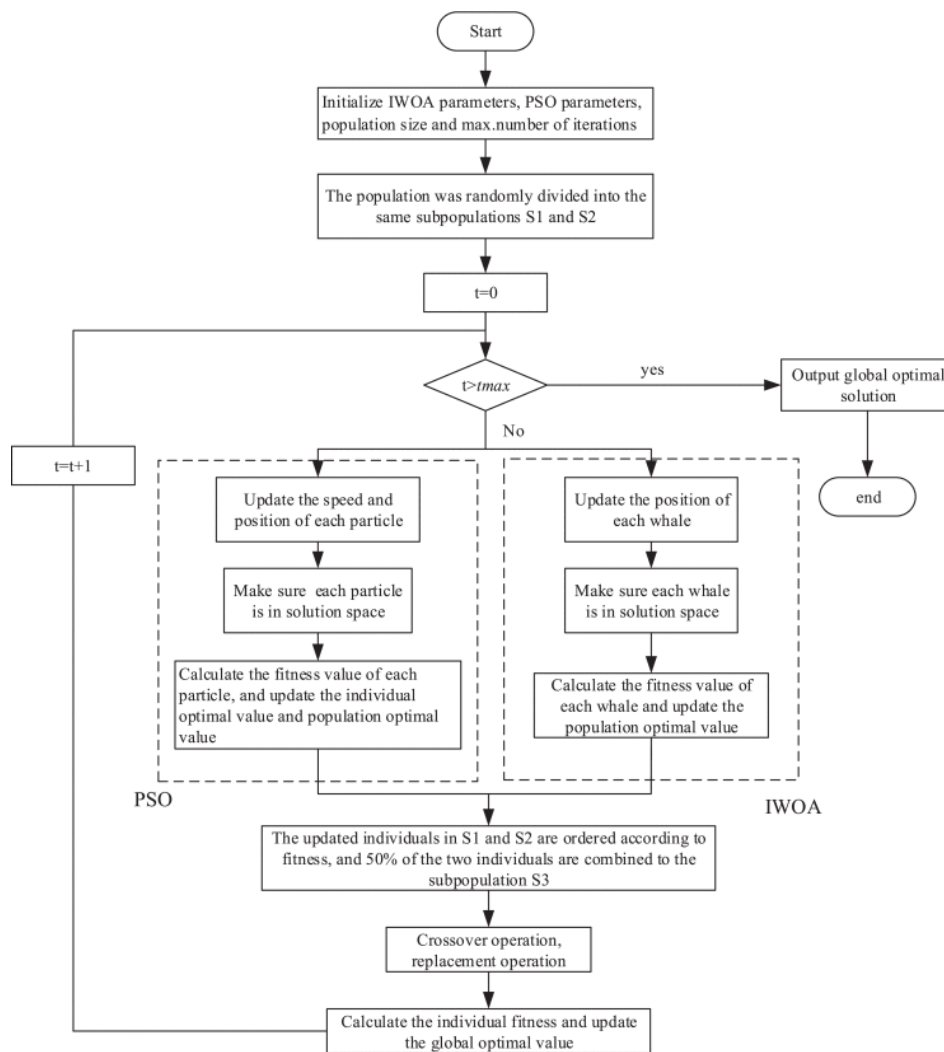 Start
Initialize IWOA parameters, PSO parameters,
population size and max.number of iterations
The population was randomly divided into the
same subpopulations S1 and S2
t=0
t>tmax
yes
Output global optimal
solution
end
No
t=t+1
Update the speed and
position of each particle
Make sure each particle
is in solution space
Calculate the fitness value of each
particle, and update the individual
optimal value and population optimal
value
PSO
Update the position of
each whale
Make sure each whale
is in solution space
Calculate the fitness value of
each whale and update the
population optimal value
IWOA
The updated individuals in S1 and S2 are ordered according to
fitness, and 50% of the two individuals are combined to the
subpopulation S3
Crossover operation,
replacement operation
Calculate the individual fitness and update
the global optimal value